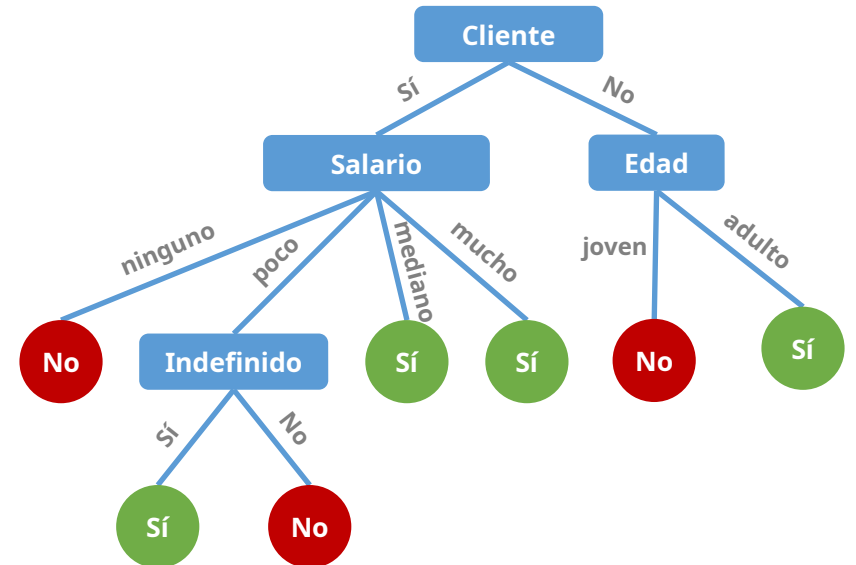 Cliente
Sí
No
Salario
Edad
ninguno
poco
mediano
mucho
joven
adulto
No
Indefinido
Sí
Sí
No
Sí
Sí
No
Sí
No